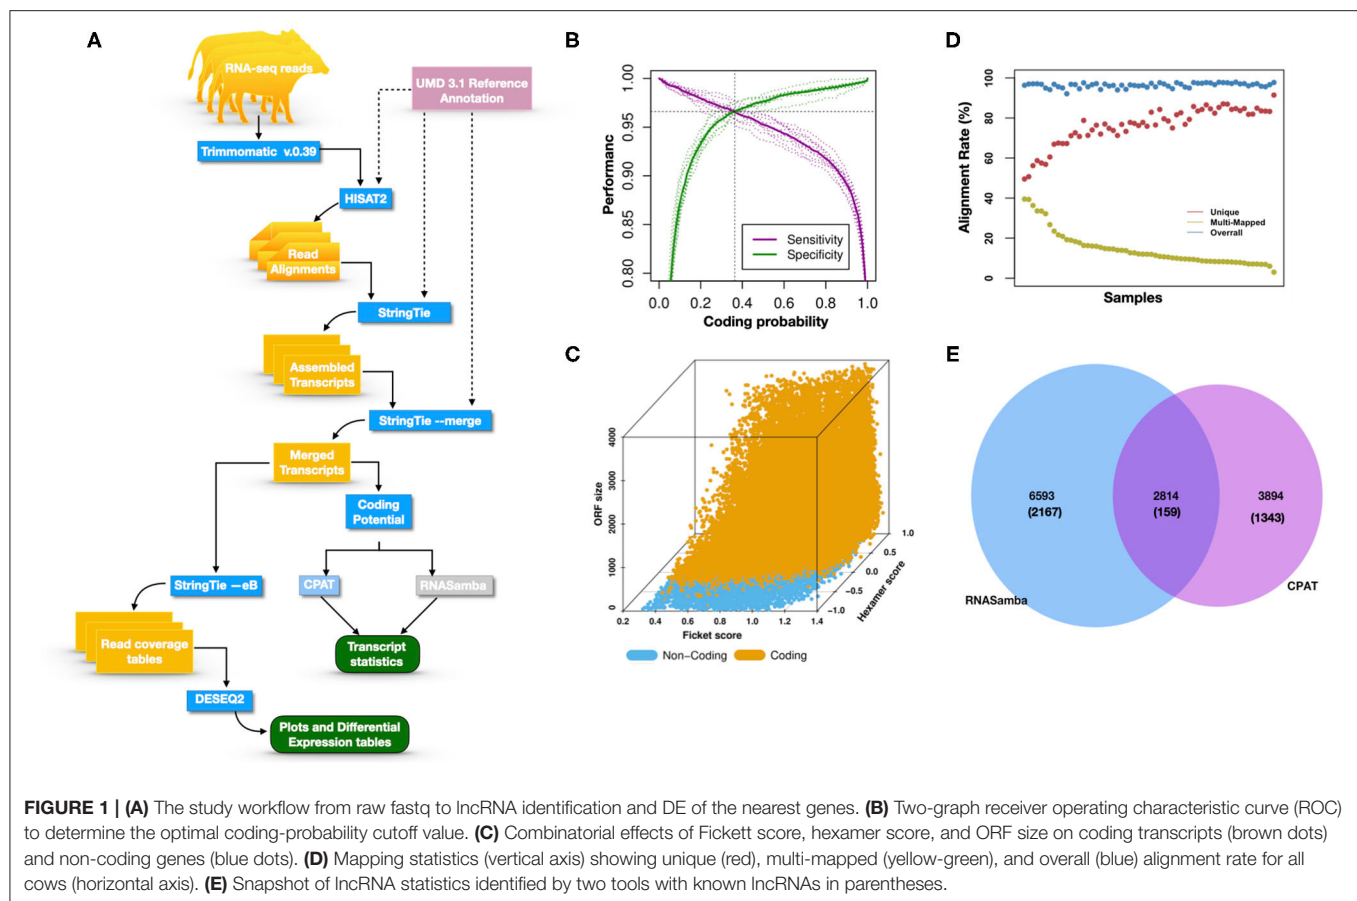 A
RNA-seq reads
UMD 3.1 Reference
Annotation
Trimmomatic v.0.39
HISAT2
Read
Alignments
StringTie
Assembled
Transcripts
StringTie --merge
Merged
Transcripts
Coding
Potential
StringTie —eB
CPAT
RNASamba
Read coverage
tables
Transcript
statistics
DESEQ2
Plots and Differential
Expression tables
B
Performanc
1.00
0.95
0.90
0.85
0.80
Sensitivity
Specificity
0.0 0.2 0.4 0.6 0.8 1.0
Coding probability
C
ORF size
4000
3000
2000
1000
0
0.2 0.4 0.6 0.8 1.0 1.2 1.4
Ficket score
1.0
0.5
0.0
−0.5
−1.0
Hexamer score
Non−Coding Coding
D
Alignment Rate (%)
100
80
60
40
20
0
Unique
Multi-Mapped
Overrall
Samples
E
6593
(2167)
2814
(159)
3894
(1343)
RNASamba
CPAT
FIGURE 1 | (A) The study workflow from raw fastq to lncRNA identification and DE of the nearest genes. (B) Two-graph receiver operating characteristic curve (ROC)
to determine the optimal coding-probability cutoff value. (C) Combinatorial effects of Fickett score, hexamer score, and ORF size on coding transcripts (brown dots)
and non-coding genes (blue dots). (D) Mapping statistics (vertical axis) showing unique (red), multi-mapped (yellow-green), and overall (blue) alignment rate for all
cows (horizontal axis). (E) Snapshot of lncRNA statistics identified by two tools with known lncRNAs in parentheses.